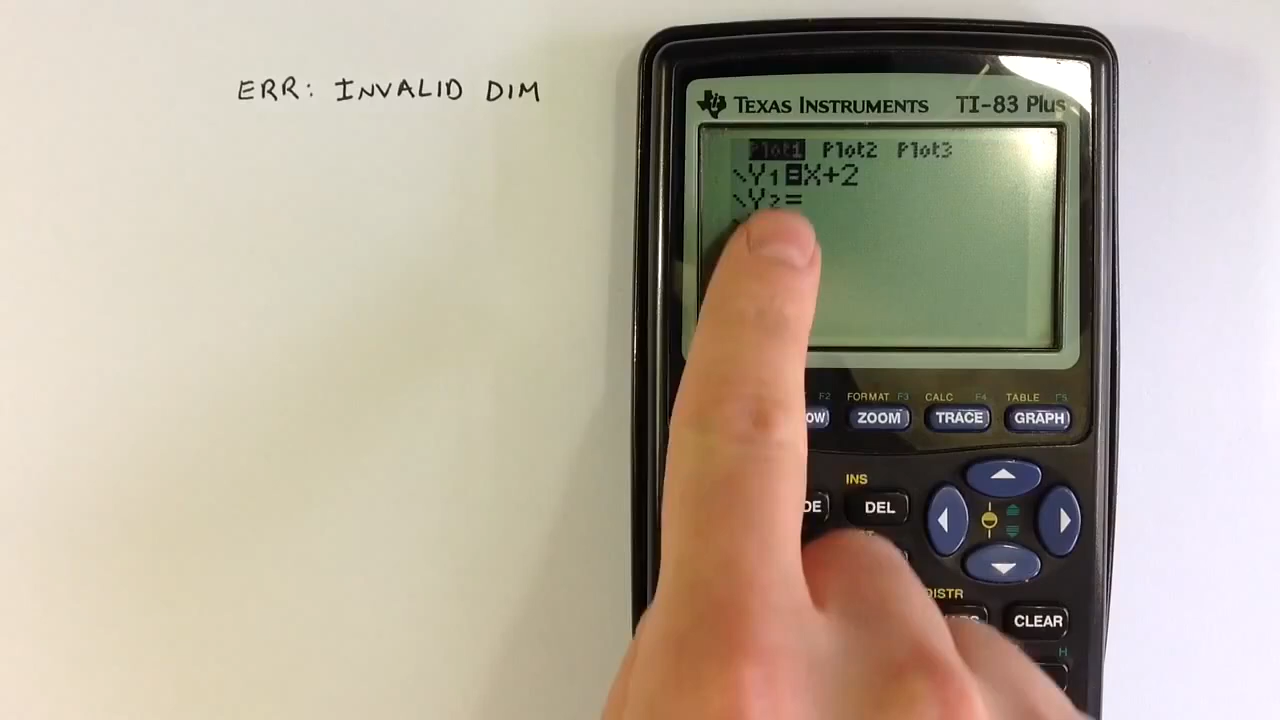 ERR: INVALID DIM
TEXAS INSTRUMENTS TI-83 Plus
Plot1 Plot2 Plot3
\Y1=X+2
\Y2=
F2 FORMAT F3 CALC F4 TABLE F5
ZOOM TRACE GRAPH
INS
DEL
DISTR
CLEAR
H